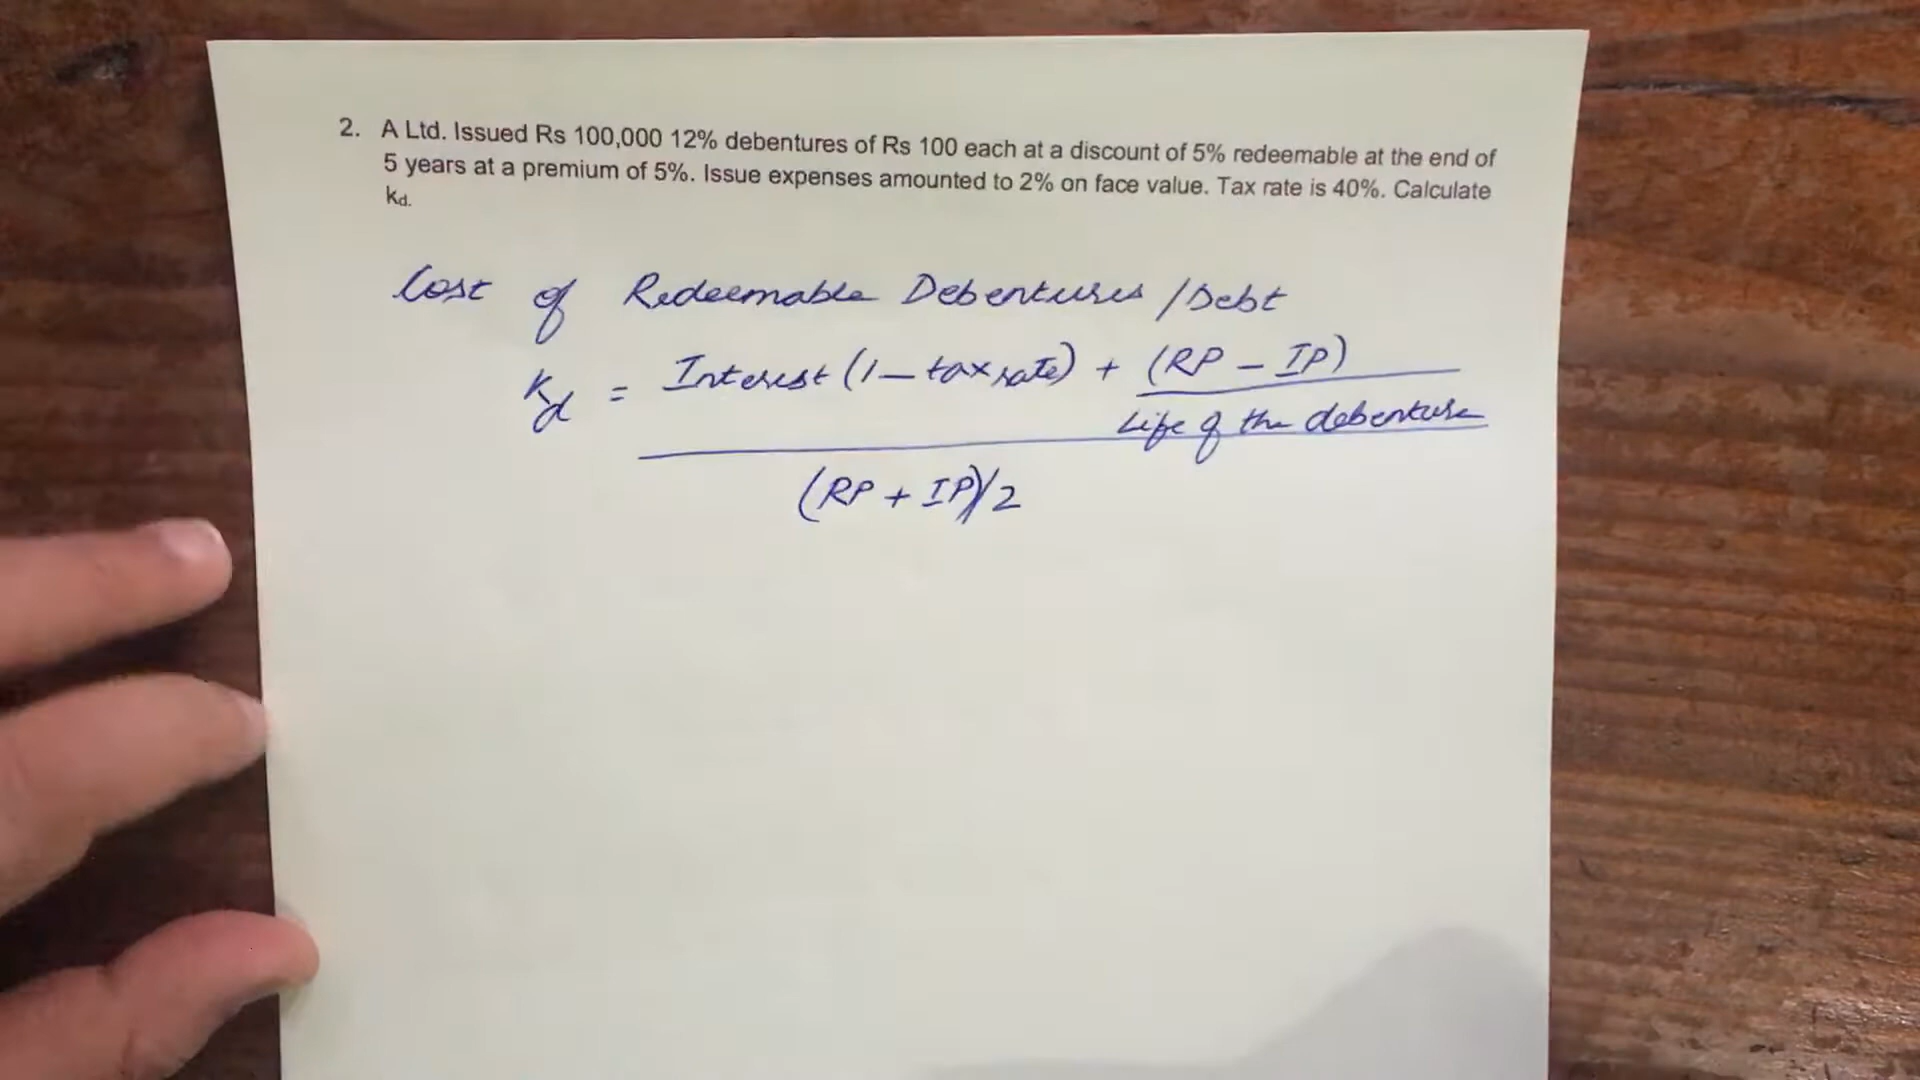 2. A Ltd. Issued Rs 100,000 12% debentures of Rs 100 each at a discount of 5% redeemable at the end of
5 years at a premium of 5%. Issue expenses amounted to 2% on face value. Tax rate is 40%. Calculate
kd.
Cost of Redeemable Debentures / Debt
Kd = Interest (1 - tax rate) + (RP - IP)
Life of the debenture
(RP + IP)/2